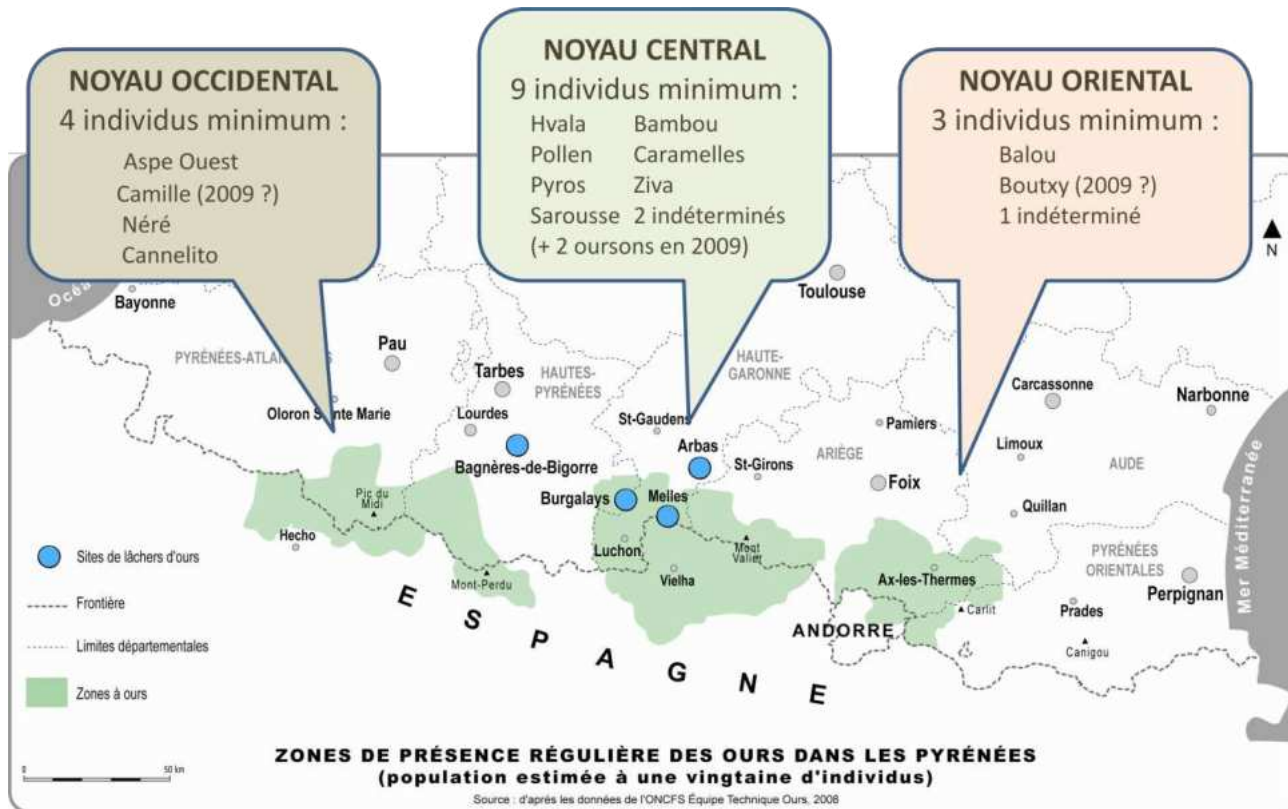 NOYAU OCCIDENTAL
4 individus minimum :
Aspe Ouest
Camille (2009 ?)
Néré
Cannelito
NOYAU CENTRAL
9 individus minimum :
Hvala Bambou
Pollen Caramelles
Pyros Ziva
Sarousse 2 indéterminés
(+ 2 oursons en 2009)
NOYAU ORIENTAL
3 individus minimum :
Balou
Boutxy (2009 ?)
1 indéterminé
N
Océa
Bayonne
Toulouse
PYRÉNÉES-ATLAN
S
Pau
Tarbes
HAUTES-
PYRÉNÉES
HAUTE-
GARONNE
Carcassonne
Narbonne
Oloron Sainte Marie
Lourdes
St-Gaudens
Pamiers
Limoux
AUDE
Bagnères-de-Bigorre
Arbas
St-Girons
ARIÈGE
Foix
Quillan
Mer Méditerranée
Pic du
Midi
Burgalays
Melles
Hecho
Luchon
Mont
Valier
Vielha
Mont-Perdu
Ax-les-Thermes
PYRÉNÉES
ORIENTALES
Perpignan
Carlit
Prades
Canigou
ANDORRE
ESPAGNE
Sites de lâchers d'ours
Frontière
Limites départementales
Zones à ours
0 50 km
ZONES DE PRÉSENCE RÉGULIÈRE DES OURS DANS LES PYRÉNÉES
(population estimée à une vingtaine d'individus)
Source : d'après les données de l'ONCFS Équipe Technique Ours, 2008